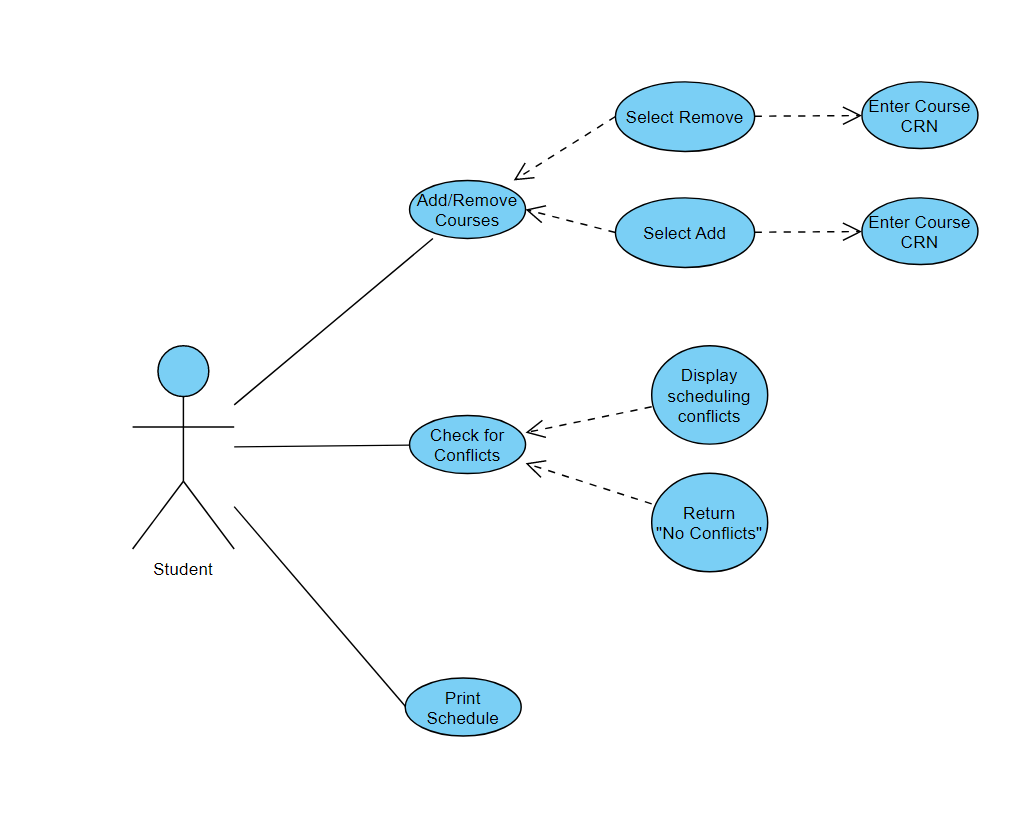 Select Remove
Enter Course
CRN
Add/Remove
Courses
Select Add
Enter Course
CRN
Display
scheduling
conflicts
Check for
Conflicts
Return
"No Conflicts"
Student
Print
Schedule